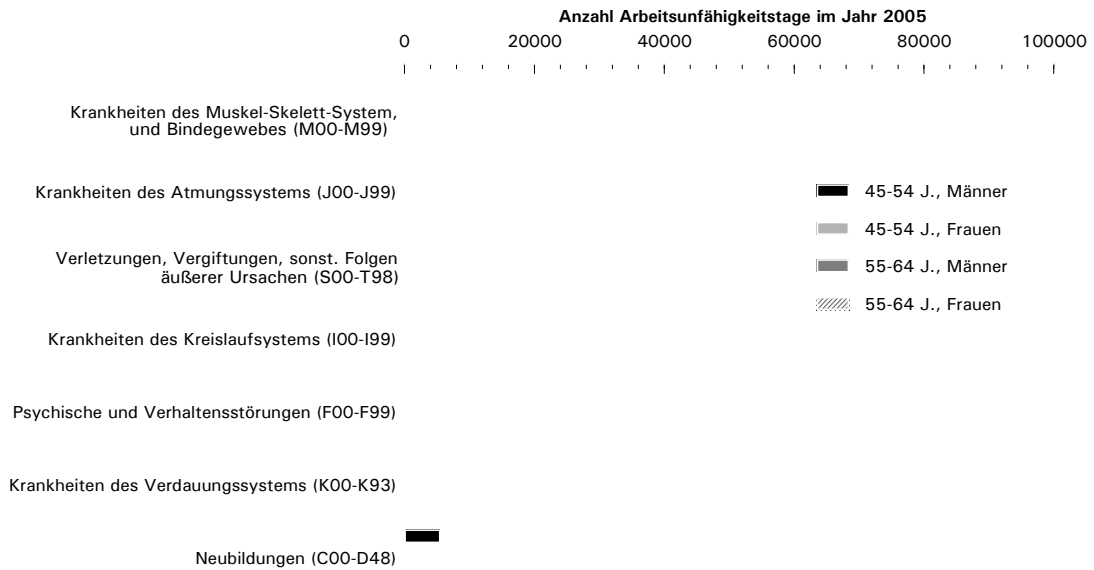 Anzahl Arbeitsunfähigkeitstage im Jahr 2005
0 20000 40000 60000 80000 100000
Krankheiten des Muskel-Skelett-System,
und Bindegewebes (M00-M99)
Krankheiten des Atmungssystems (J00-J99)
Verletzungen, Vergiftungen, sonst. Folgen
äußerer Ursachen (S00-T98)
Krankheiten des Kreislaufsystems (I00-I99)
Psychische und Verhaltensstörungen (F00-F99)
Krankheiten des Verdauungssystems (K00-K93)
Neubildungen (C00-D48)
45-54 J., Männer
45-54 J., Frauen
55-64 J., Männer
55-64 J., Frauen